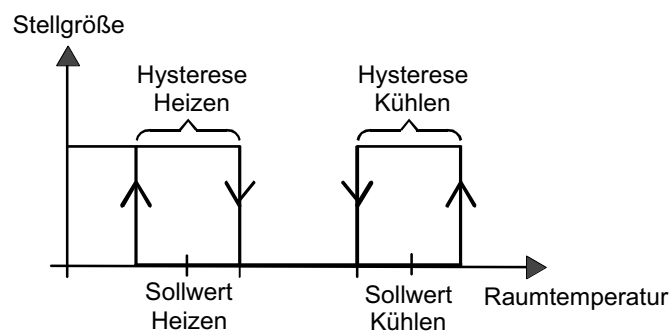 Stellgröße
Hysterese
Heizen
Hysterese
Kühlen
Sollwert
Heizen
Sollwert
Kühlen
Raumtemperatur